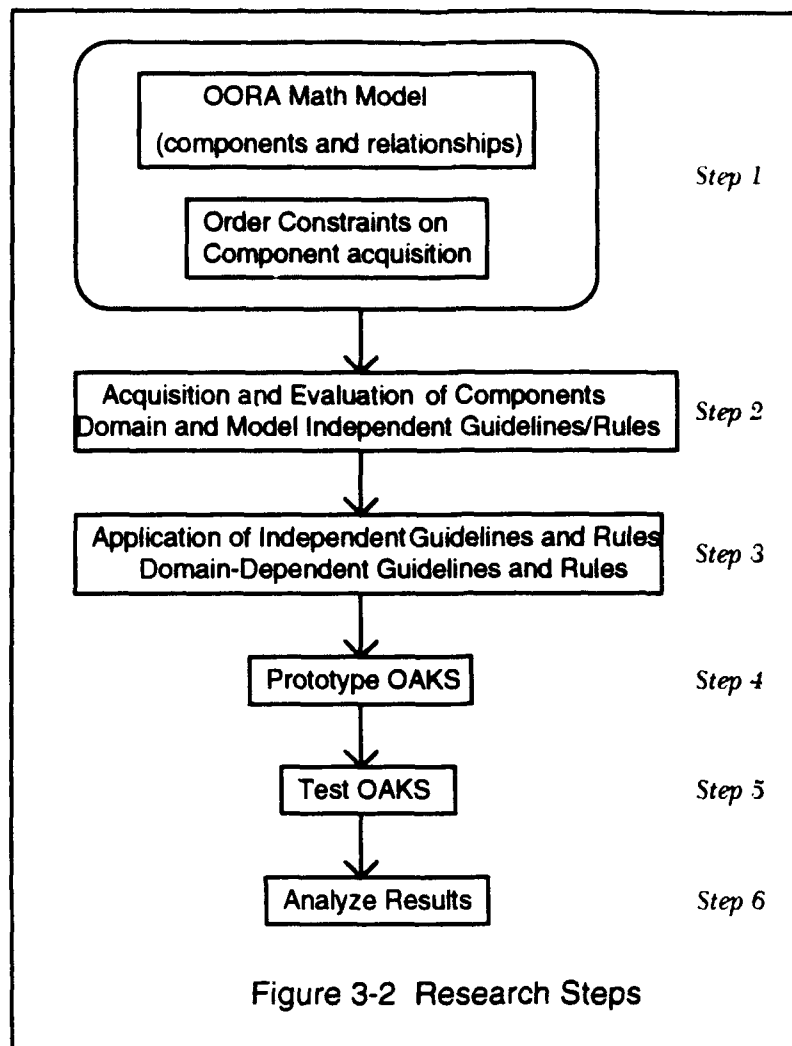 OORA Math Model
(components and relationships)
Step 1
Order Constraints on
Component acquisition
Acquisition and Evaluation of Components
Domain and Model Independent Guidelines/Rules
Step 2
Application of Independent Guidelines and Rules
Domain-Dependent Guidelines and Rules
Step 3
Prototype OAKS
Step 4
Test OAKS
Step 5
Analyze Results
Step 6
Figure 3-2 Research Steps